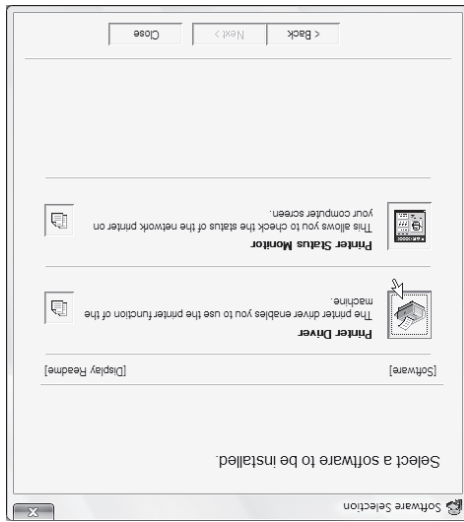 Software Selection
Select a software to be installed.
[Software] [Display Readme]
Printer Driver
The printer driver enables you to use the printer function of the
machine.
Printer Status Monitor
This allows you to check the status of the network printer on
your computer screen.
< Back Next > Close